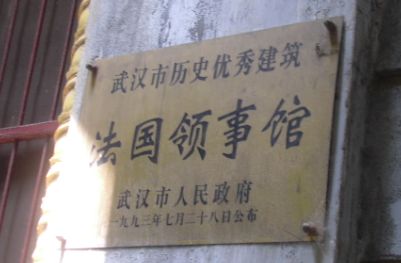 武汉市历史优秀建筑
法国领事馆
武汉市人民政府
一九九三年七月二十八日公布